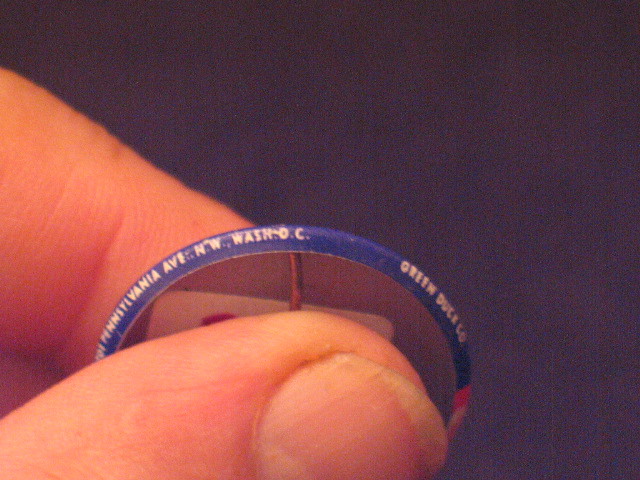 PENNSYLVANIA AVE., N.W., WASH. D.C.
GREEN DUCK CO